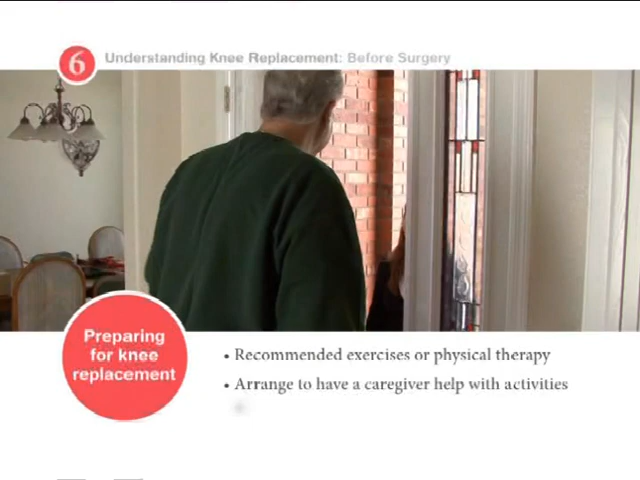 6 Understanding Knee Replacement: Before Surgery
Preparing
for knee
replacement
• Recommended exercises or physical therapy
• Arrange to have a caregiver help with activities